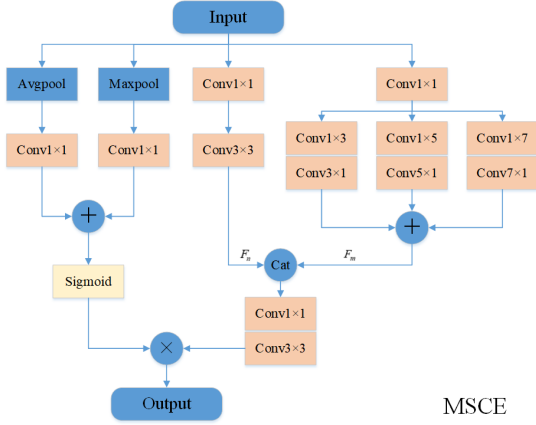 Input
Avgpool
Maxpool
Conv1×1
Conv1×1
Conv1×1
Conv1×1
Conv3×3
Conv1×3
Conv1×5
Conv1×7
Conv3×1
Conv5×1
Conv7×1
+
+
Fn
Cat
Fm
Sigmoid
Conv1×1
Conv3×3
×
Output
MSCE